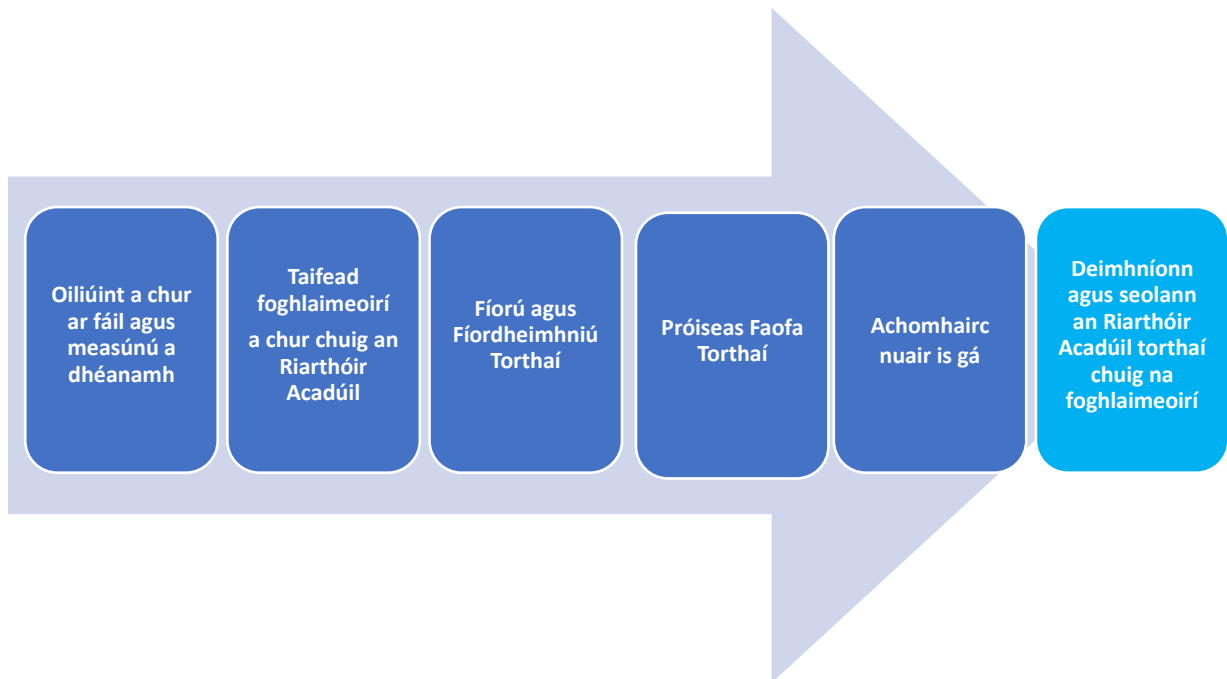 Oiliúint a chur
ar fáil agus
measúnú a
dhéanamh
Taifead
foghlaimeoirí
a chur chuig an
Riarthóir
Acadúil
Fíorú agus
Fíordheimhniú
Torthaí
Próiseas Faofa
Torthaí
Achomhairc
nuair is gá
Deimhníonn
agus seolann
an Riarthóir
Acadúil torthaí
chuig na
foghlaimeoirí